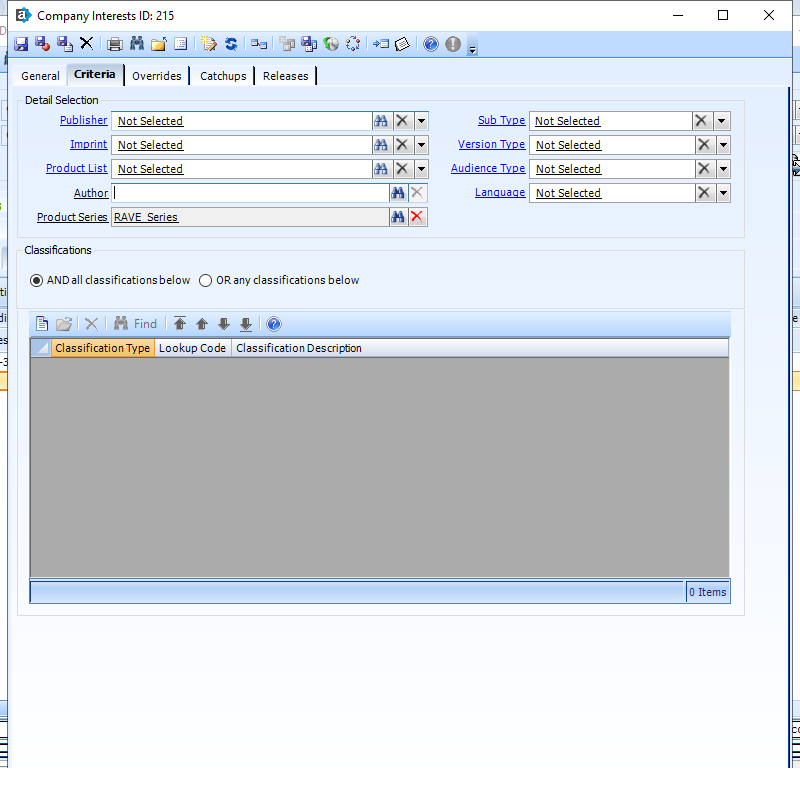 Company Interests ID: 215
General Criteria Overrides Catchups Releases
Detail Selection
Publisher Not Selected Sub Type Not Selected
Imprint Not Selected Version Type Not Selected
Product List Not Selected Audience Type Not Selected
Author Language Not Selected
Product Series RAVE Series
Classifications
AND all classifications below OR any classifications below
Find
Classification Type Lookup Code Classification Description
0 Items